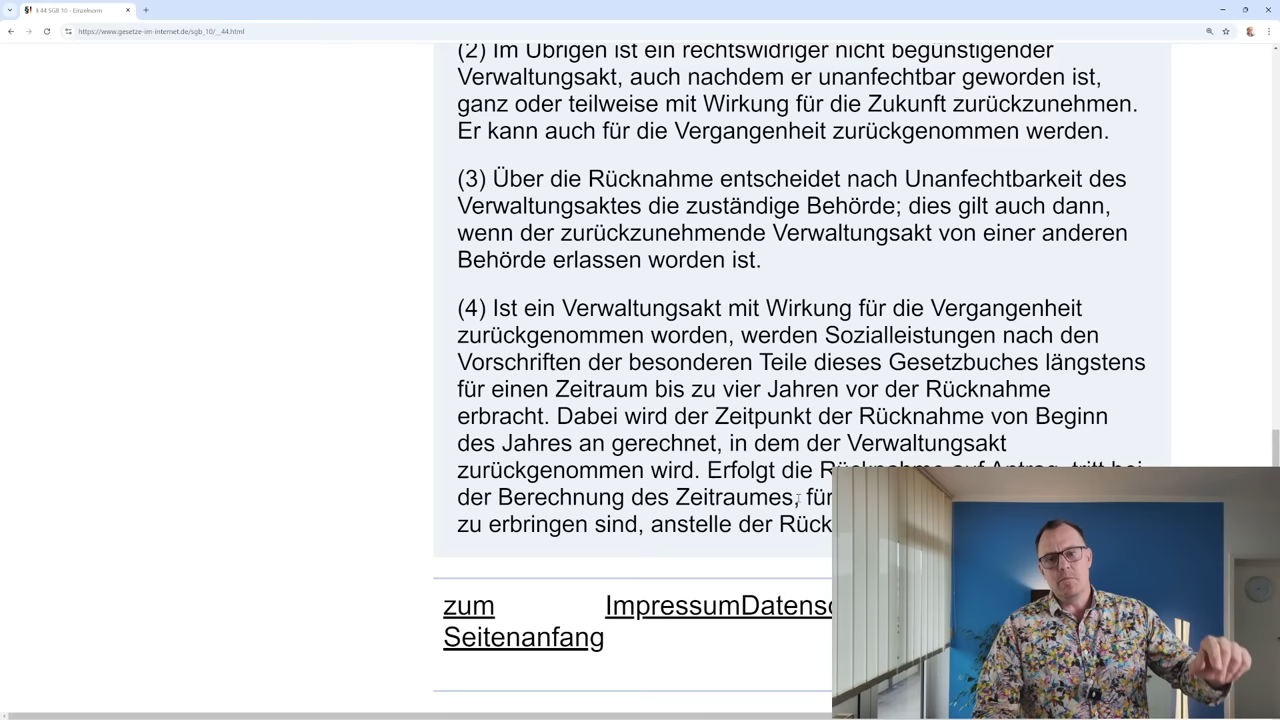 § 44 SGB 10 - Einzelnorm
https://www.gesetze-im-internet.de/sgb_10/__44.html
(2) Im Übrigen ist ein rechtswidriger nicht begünstigender
Verwaltungsakt, auch nachdem er unanfechtbar geworden ist,
ganz oder teilweise mit Wirkung für die Zukunft zurückzunehmen.
Er kann auch für die Vergangenheit zurückgenommen werden.
(3) Über die Rücknahme entscheidet nach Unanfechtbarkeit des
Verwaltungsaktes die zuständige Behörde; dies gilt auch dann,
wenn der zurückzunehmende Verwaltungsakt von einer anderen
Behörde erlassen worden ist.
(4) Ist ein Verwaltungsakt mit Wirkung für die Vergangenheit
zurückgenommen worden, werden Sozialleistungen nach den
Vorschriften der besonderen Teile dieses Gesetzbuches längstens
für einen Zeitraum bis zu vier Jahren vor der Rücknahme
erbracht. Dabei wird der Zeitpunkt der Rücknahme von Beginn
des Jahres an gerechnet, in dem der Verwaltungsakt
zurückgenommen wird. Erfolgt die Rücknahme auf Antrag, tritt bei
der Berechnung des Zeitraumes, für
zu erbringen sind, anstelle der Rück
zum ImpressumDatensc
Seitenanfang